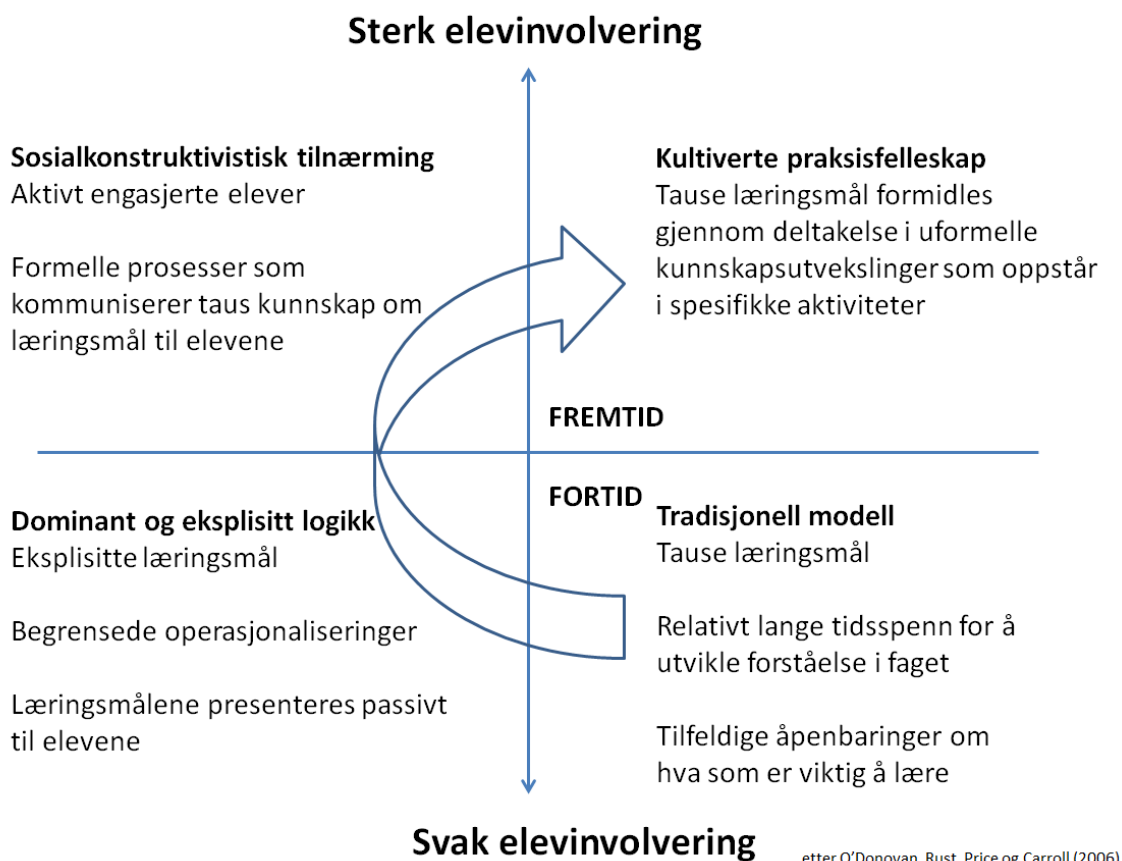 Sterk elevinvolvering
Sosialkonstruktivistisk tilnærming
Aktivt engasjerte elever
Formelle prosesser som
kommuniserer taus kunnskap om
læringsmål til elevene
Kultiverte praksisfelleskap
Tause læringsmål formidles
gjennom deltakelse i uformelle
kunnskapsutvekslinger som oppstår
i spesifikke aktiviteter
FREMTID
FORTID
Dominant og eksplisitt logikk
Eksplisitte læringsmål
Begrensede operasjonaliseringer
Læringsmålene presenteres passivt
til elevene
Tradisjonell modell
Tause læringsmål
Relativt lange tidsspenn for å
utvikle forståelse i faget
Tilfeldige åpenbaringer om
hva som er viktig å lære
Svak elevinvolvering
etter O'Donovan, Rust, Price og Carroll (2006)